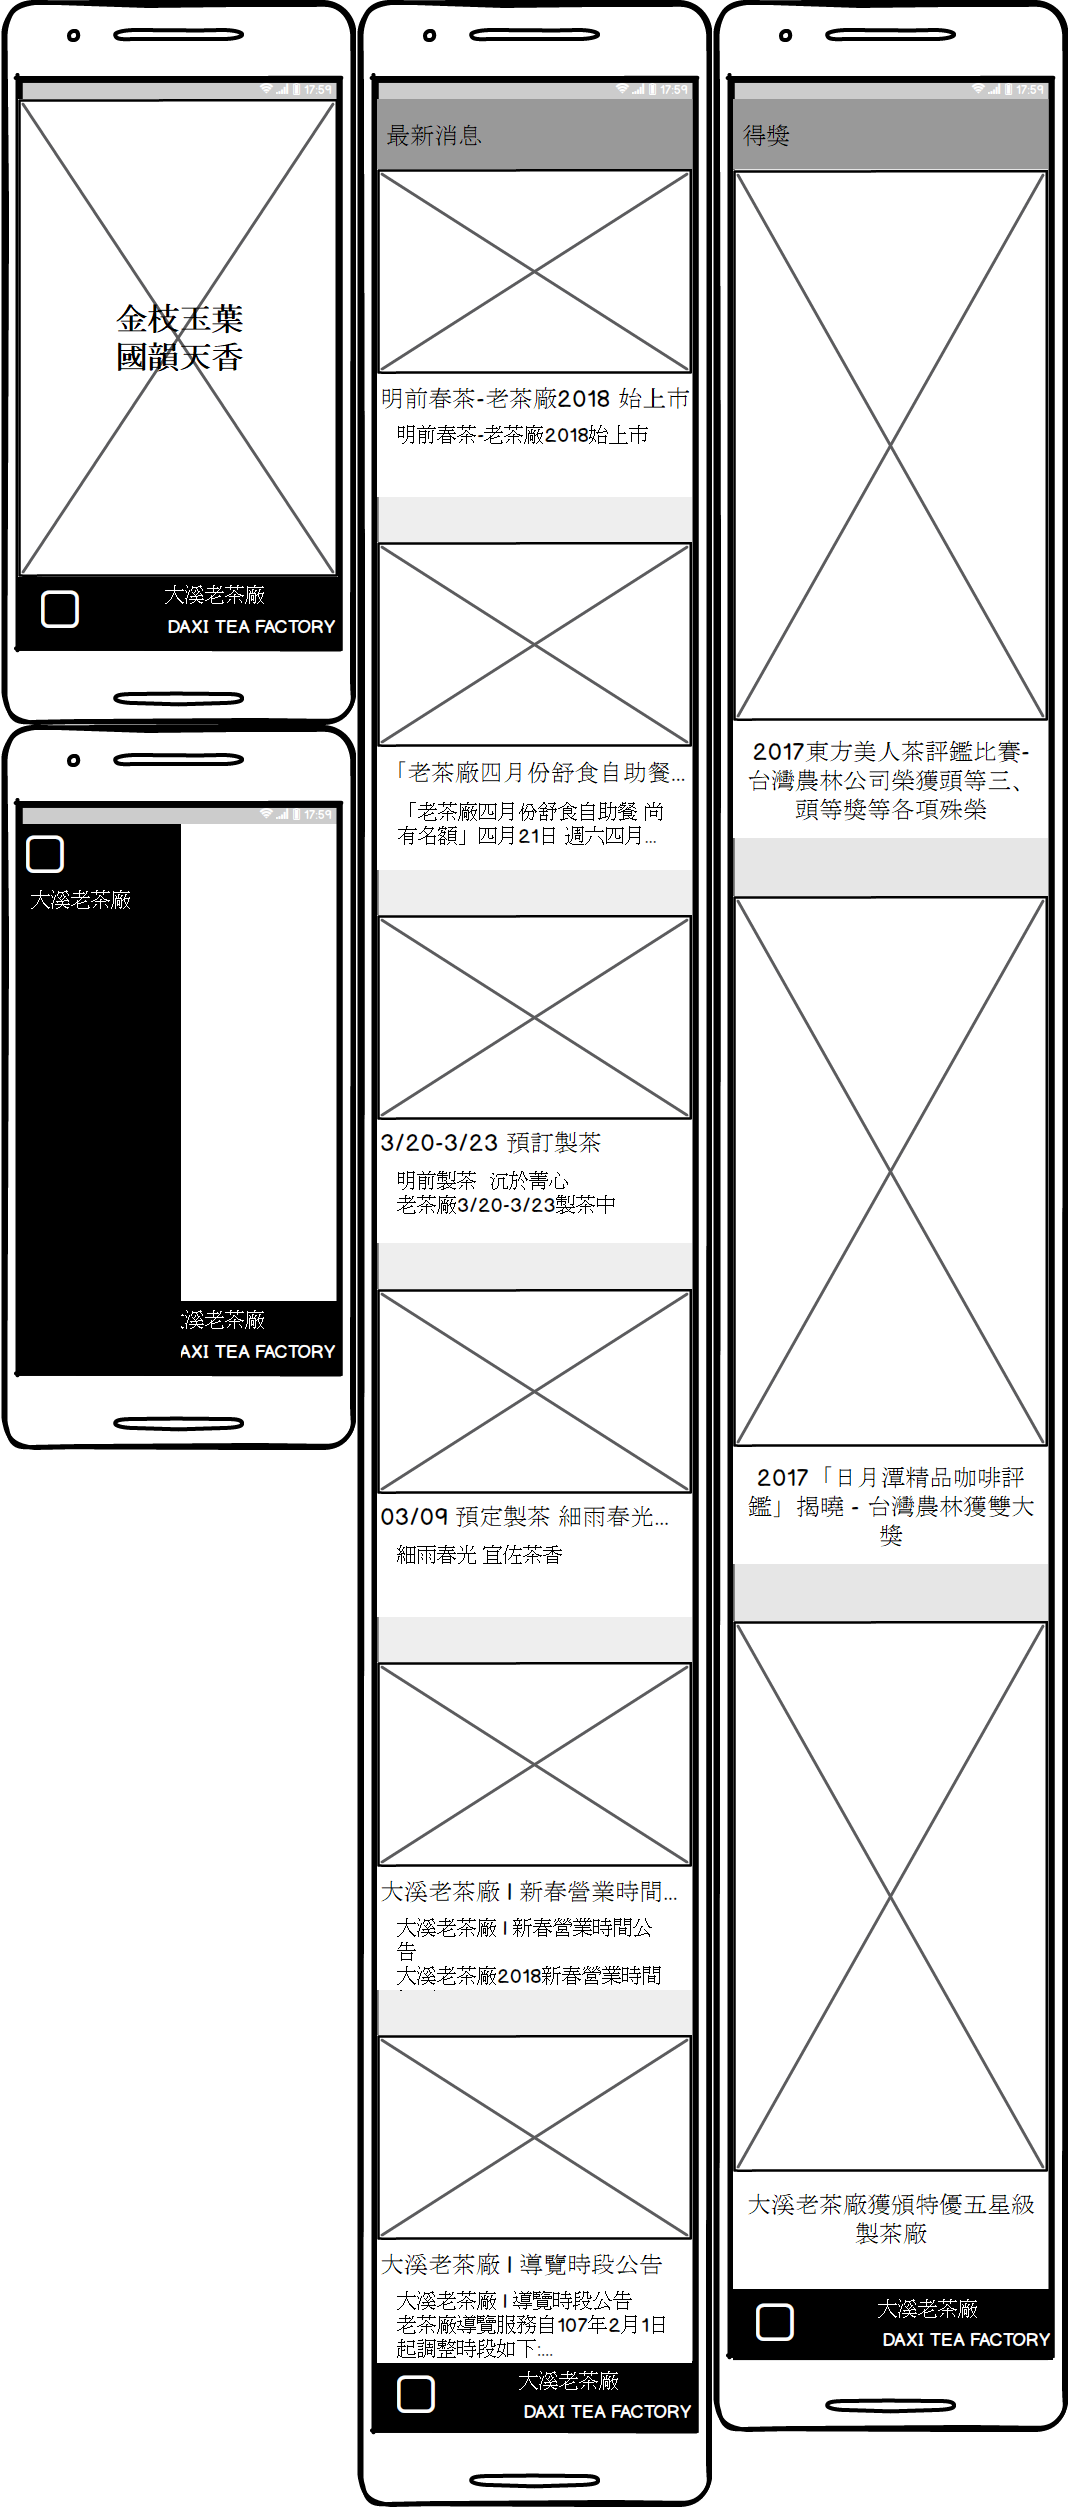 17:59
金枝玉葉
國韻天香
大溪老茶廠
DAXI TEA FACTORY
17:59
大溪老茶廠
溪老茶廠
AXI TEA FACTORY
17:59
最新消息
明前春茶-老茶廠2018 始上市
明前春茶-老茶廠2018始上市
「老茶廠四月份舒食自助餐...
「老茶廠四月份舒食自助餐 尚
有名額」四月21日 週六四月...
3/20-3/23 預訂製茶
明前製茶  沉於菁心
老茶廠3/20-3/23製茶中
03/09 預定製茶 細雨春光...
細雨春光 宜佐茶香
大溪老茶廠 I 新春營業時間...
大溪老茶廠 I 新春營業時間公
告
大溪老茶廠2018新春營業時間
大溪老茶廠 I 導覽時段公告
大溪老茶廠 I 導覽時段公告
老茶廠導覽服務自107年2月1日
起調整時段如下:...
大溪老茶廠
DAXI TEA FACTORY
17:59
得獎
2017東方美人茶評鑑比賽-
台灣農林公司榮獲頭等三、
頭等獎等各項殊榮
2017「日月潭精品咖啡評
鑑」揭曉 - 台灣農林獲雙大
獎
大溪老茶廠獲頒特優五星級
製茶廠
大溪老茶廠
DAXI TEA FACTORY